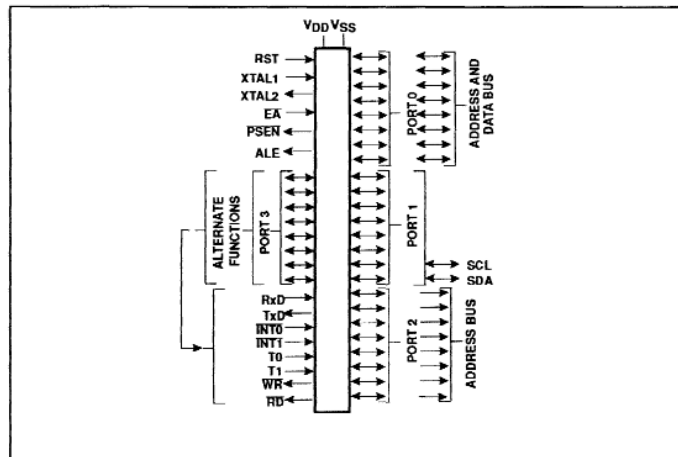 VDD VSS
RST
XTAL1
XTAL2
EA
PSEN
ALE
PORT 0
ADDRESS AND
DATA BUS
ALTERNATE
FUNCTIONS
PORT 3
PORT 1
SCL
SDA
RxD
TxD
INT0
INT1
T0
T1
WR
RD
PORT 2
ADDRESS BUS